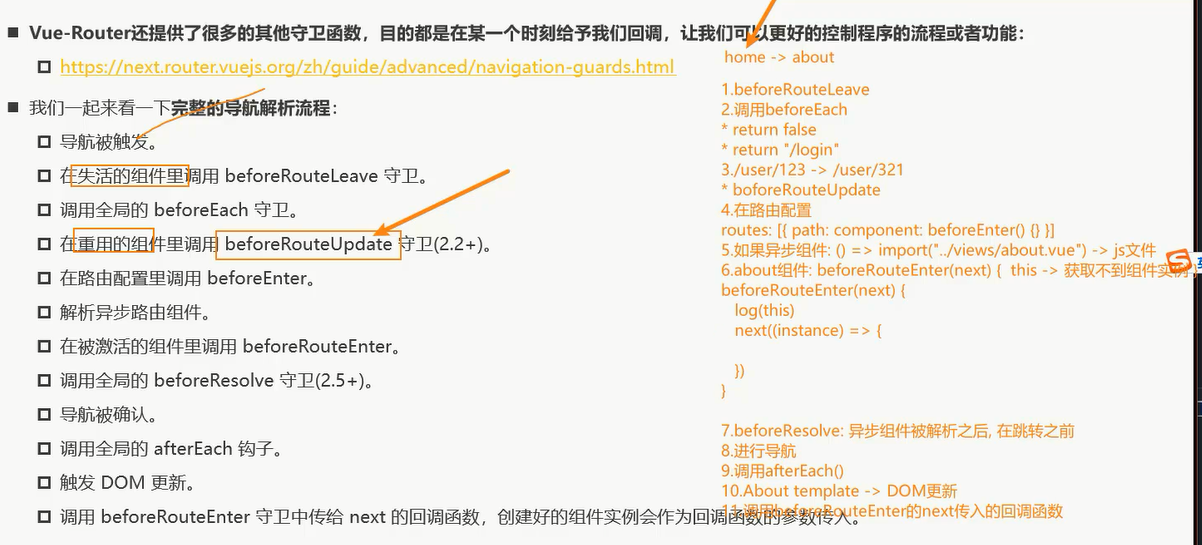 Vue-Router还提供了很多的其他守卫函数，目的都是在某一个时刻给予我们回调，让我们可以更好的控制程序的流程或者功能：
https://next.router.vuejs.org/zh/guide/advanced/navigation-guards.html
我们一起来看一下完整的导航解析流程：
导航被触发。
在失活的组件里调用 beforeRouteLeave 守卫。
调用全局的 beforeEach 守卫。
在重用的组件里调用 beforeRouteUpdate 守卫(2.2+)。
在路由配置里调用 beforeEnter。
解析异步路由组件。
在被激活的组件里调用 beforeRouteEnter。
调用全局的 beforeResolve 守卫(2.5+)。
导航被确认。
调用全局的 afterEach 钩子。
触发 DOM 更新。
调用 beforeRouteEnter 守卫中传给 next 的回调函数，创建好的组件实例会作为回调函数的参数传入。
home -> about
1.beforeRouteLeave
2.调用beforeEach
* return false
* return "/login"
3./user/123 -> /user/321
* boforeRouteUpdate
4.在路由配置
routes: [{ path: component: beforeEnter() {} }]
5.如果异步组件: () => import("../views/about.vue") -> js文件
6.about组件: beforeRouteEnter(next) { this -> 获取不到组件实例 }
beforeRouteEnter(next) {
log(this)
next((instance) => {
})
}
7.beforeResolve: 异步组件被解析之后, 在跳转之前
8.进行导航
9.调用afterEach()
10.About template -> DOM更新
11.调用beforeRouteEnter的next传入的回调函数